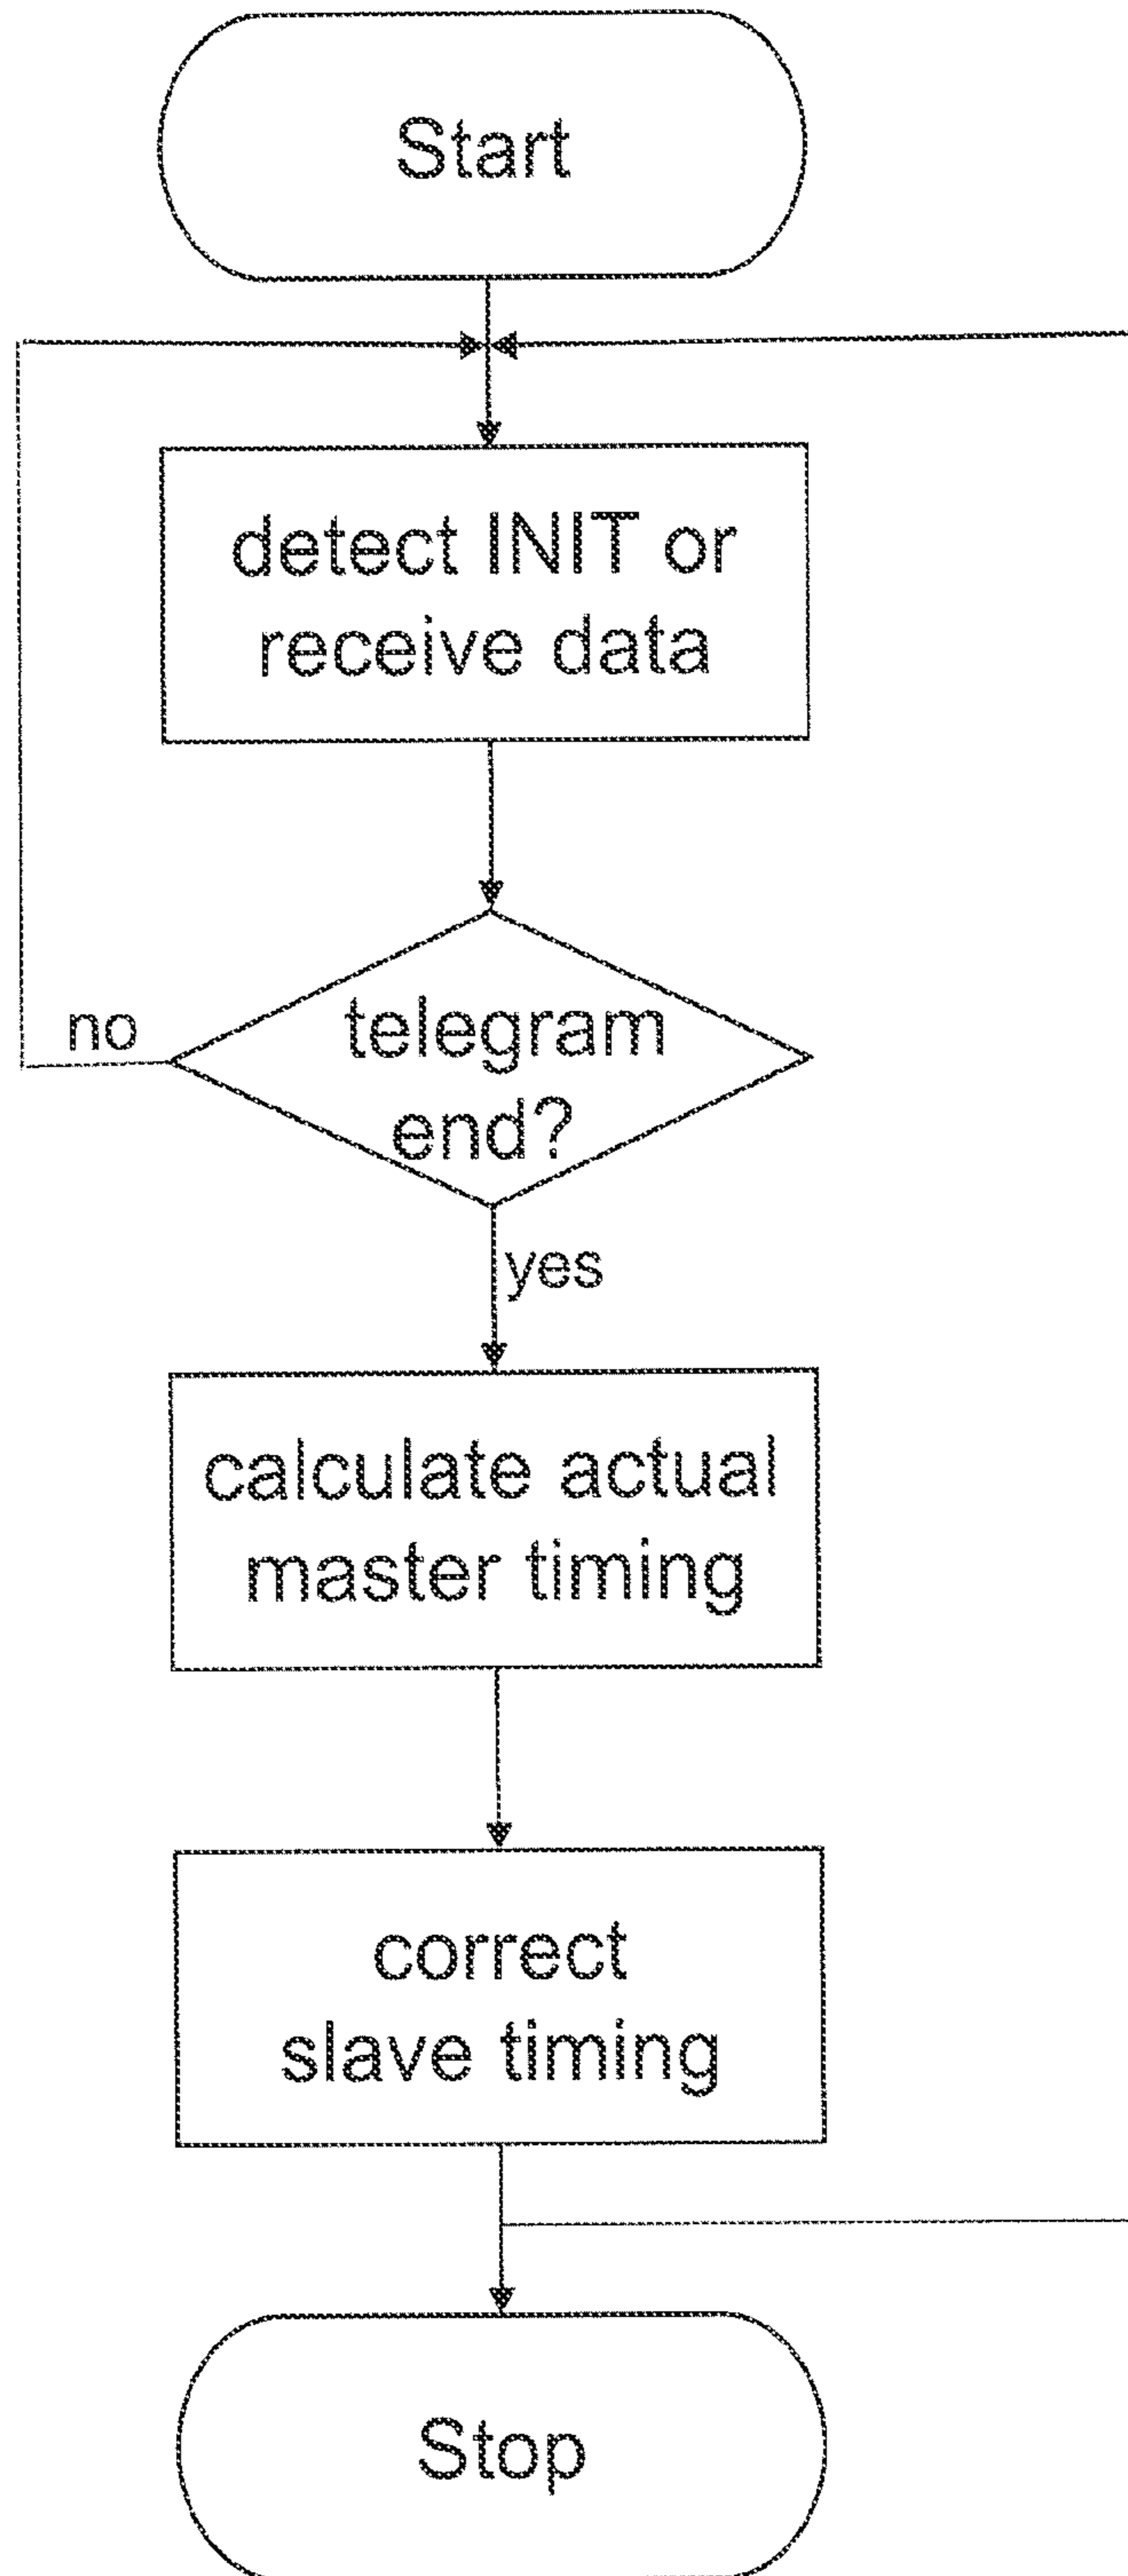 Start
detect INIT or
receive data
no
telegram
end?
yes
calculate actual
master timing
correct
slave timing
Stop